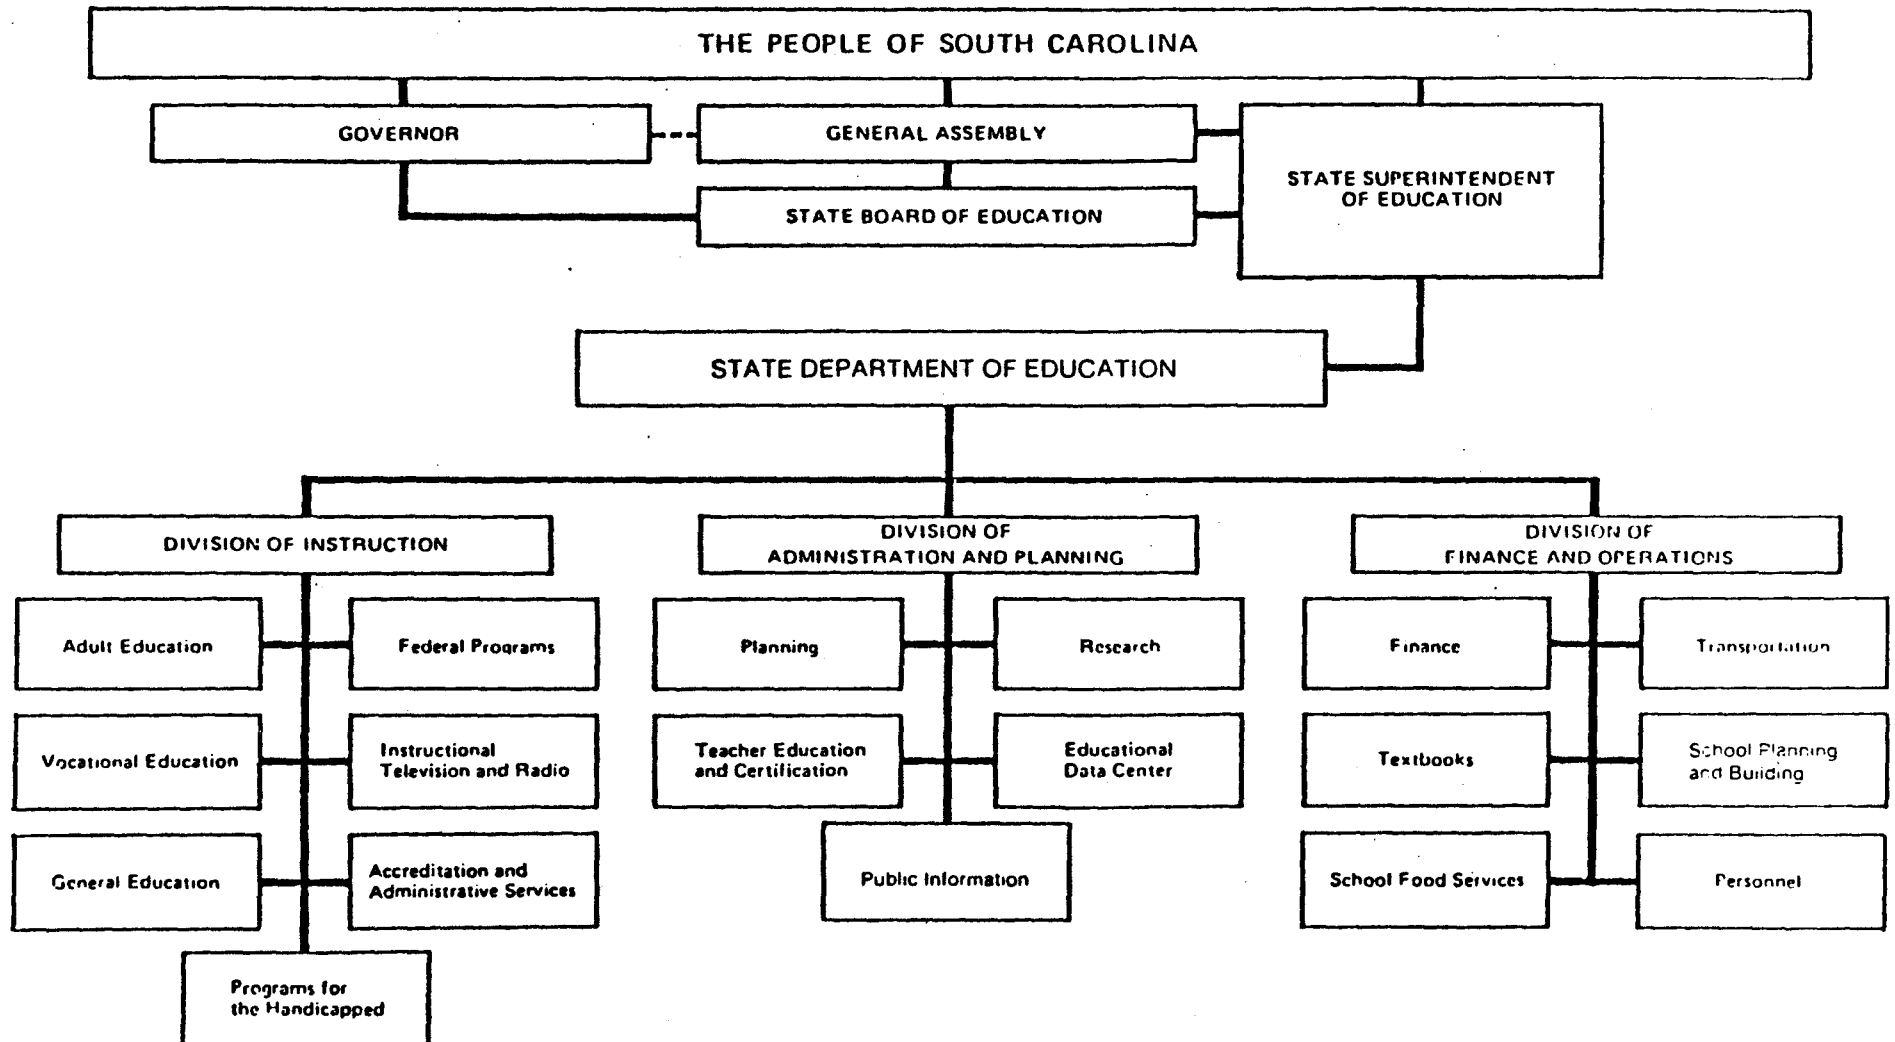 THE PEOPLE OF SOUTH CAROLINA
GOVERNOR
GENERAL ASSEMBLY
STATE SUPERINTENDENT
OF EDUCATION
STATE BOARD OF EDUCATION
STATE DEPARTMENT OF EDUCATION
DIVISION OF INSTRUCTION
Adult Education
Federal Programs
Vocational Education
Instructional
Television and Radio
General Education
Accreditation and
Administrative Services
Programs for
the Handicapped
DIVISION OF
ADMINISTRATION AND PLANNING
Planning
Research
Teacher Education
and Certification
Educational
Data Center
Public Information
DIVISION OF
FINANCE AND OPERATIONS
Finance
Transportation
Textbooks
School Planning
and Building
School Food Services
Personnel